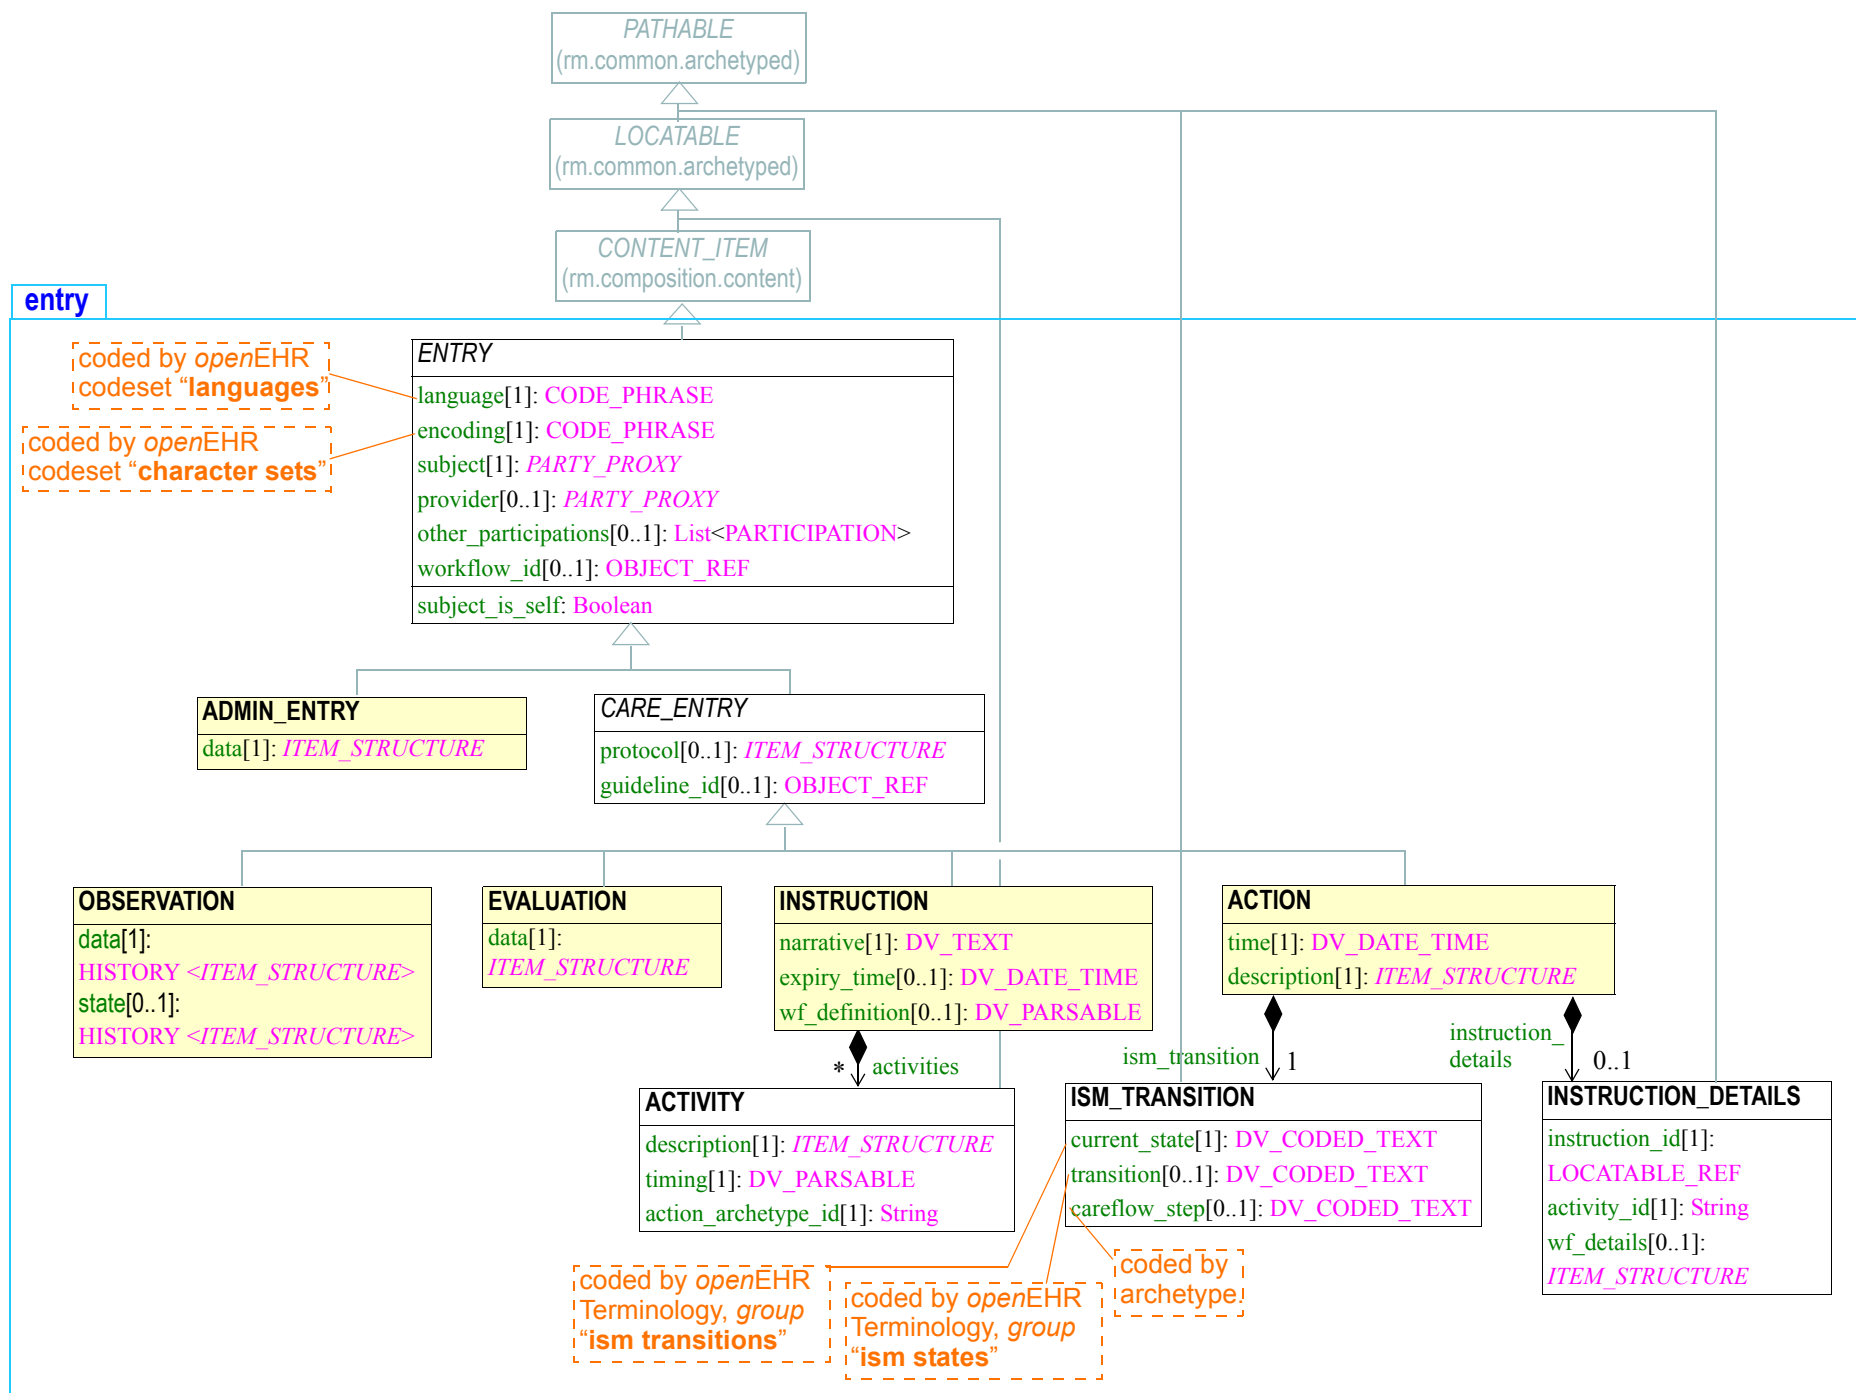 PATHABLE
(rm.common.archetyped)
LOCATABLE
(rm.common.archetyped)
CONTENT_ITEM
(rm.composition.content)
entry
coded by openEHR
codeset “languages”
coded by openEHR
codeset “character sets”
ENTRY
language[1]: CODE_PHRASE
encoding[1]: CODE_PHRASE
subject[1]: PARTY_PROXY
provider[0..1]: PARTY_PROXY
other_participations[0..1]: List<PARTICIPATION>
workflow_id[0..1]: OBJECT_REF
subject_is_self: Boolean
ADMIN_ENTRY
data[1]: ITEM_STRUCTURE
CARE_ENTRY
protocol[0..1]: ITEM_STRUCTURE
guideline_id[0..1]: OBJECT_REF
OBSERVATION
data[1]:
HISTORY <ITEM_STRUCTURE>
state[0..1]:
HISTORY <ITEM_STRUCTURE>
EVALUATION
data[1]:
ITEM_STRUCTURE
INSTRUCTION
narrative[1]: DV_TEXT
expiry_time[0..1]: DV_DATE_TIME
wf_definition[0..1]: DV_PARSABLE
ACTION
time[1]: DV_DATE_TIME
description[1]: ITEM_STRUCTURE
* activities
ism_transition 1
instruction_
details 0..1
ACTIVITY
description[1]: ITEM_STRUCTURE
timing[1]: DV_PARSABLE
action_archetype_id[1]: String
ISM_TRANSITION
current_state[1]: DV_CODED_TEXT
transition[0..1]: DV_CODED_TEXT
careflow_step[0..1]: DV_CODED_TEXT
INSTRUCTION_DETAILS
instruction_id[1]:
LOCATABLE_REF
activity_id[1]: String
wf_details[0..1]:
ITEM_STRUCTURE
coded by openEHR
Terminology, group
“ism transitions”
coded by openEHR
Terminology, group
“ism states”
coded by
archetype.